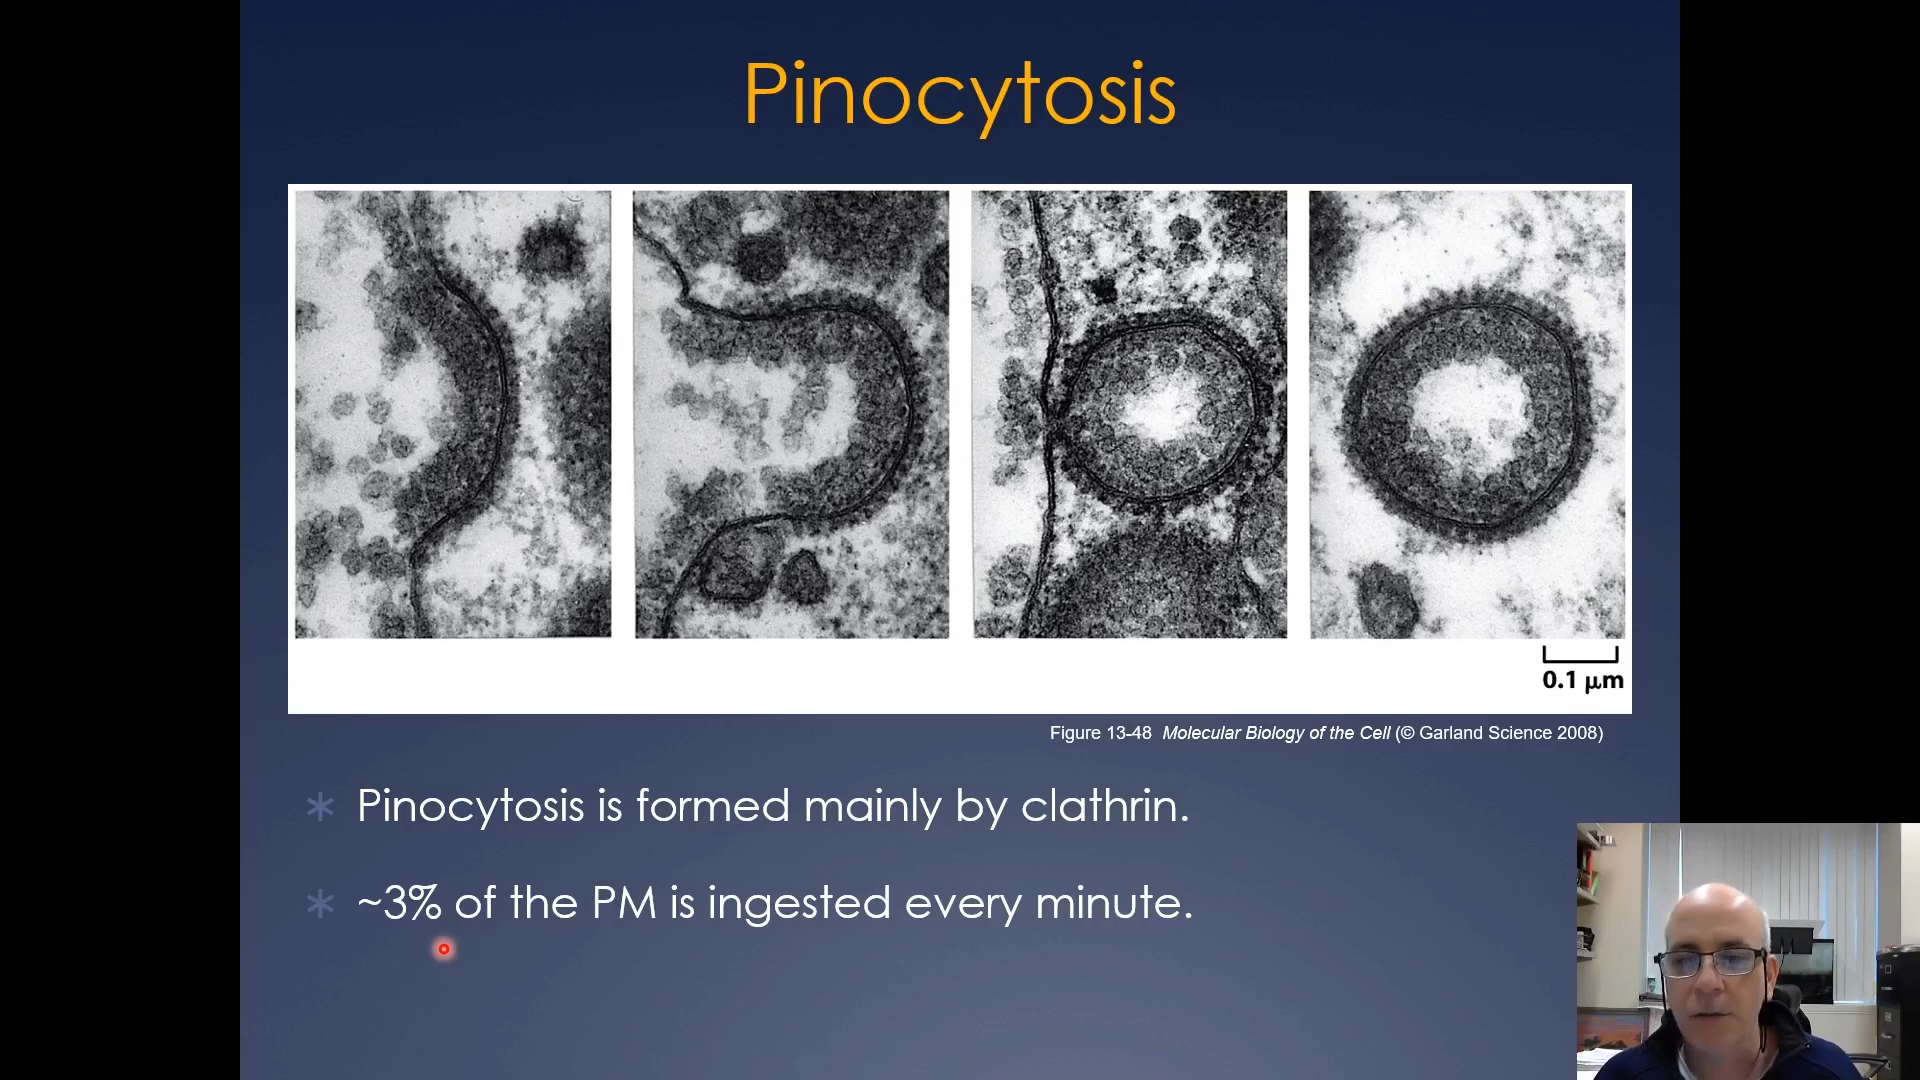 Pinocytosis
0.1 µm
Figure 13-48 Molecular Biology of the Cell (© Garland Science 2008)
* Pinocytosis is formed mainly by clathrin.
* ~3% of the PM is ingested every minute.